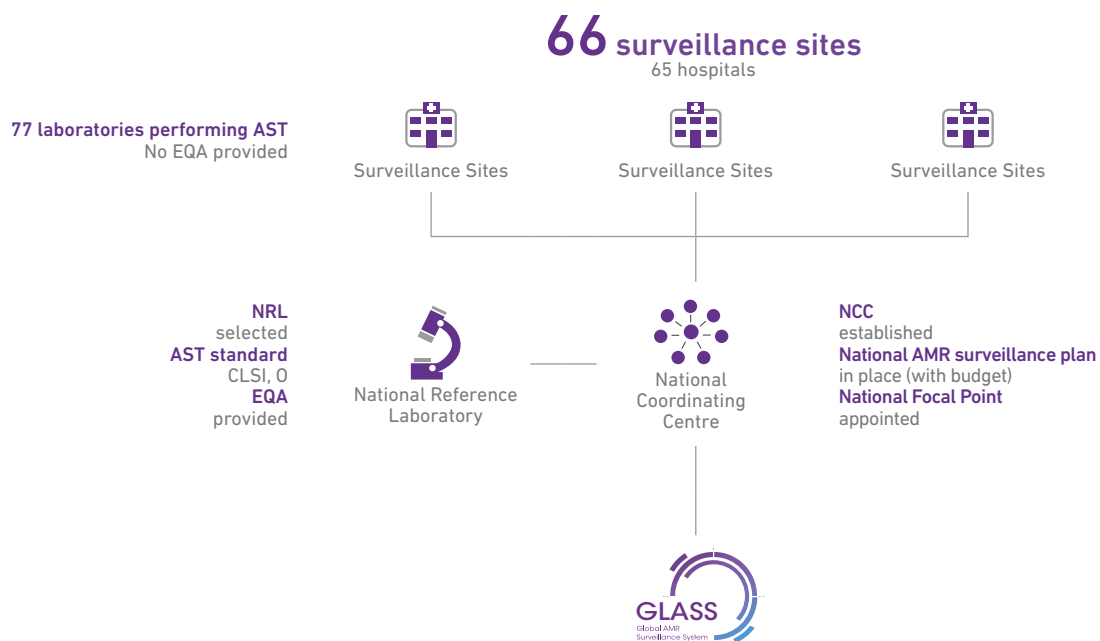 66 surveillance sites
65 hospitals
77 laboratories performing AST
No EQA provided
Surveillance Sites
Surveillance Sites
Surveillance Sites
NRL
selected
AST standard
CLSI, O
EQA
provided
National Reference
Laboratory
National
Coordinating
Centre
NCC
established
National AMR surveillance plan
in place (with budget)
National Focal Point
appointed
GLASS
Global AMR
Surveillance System